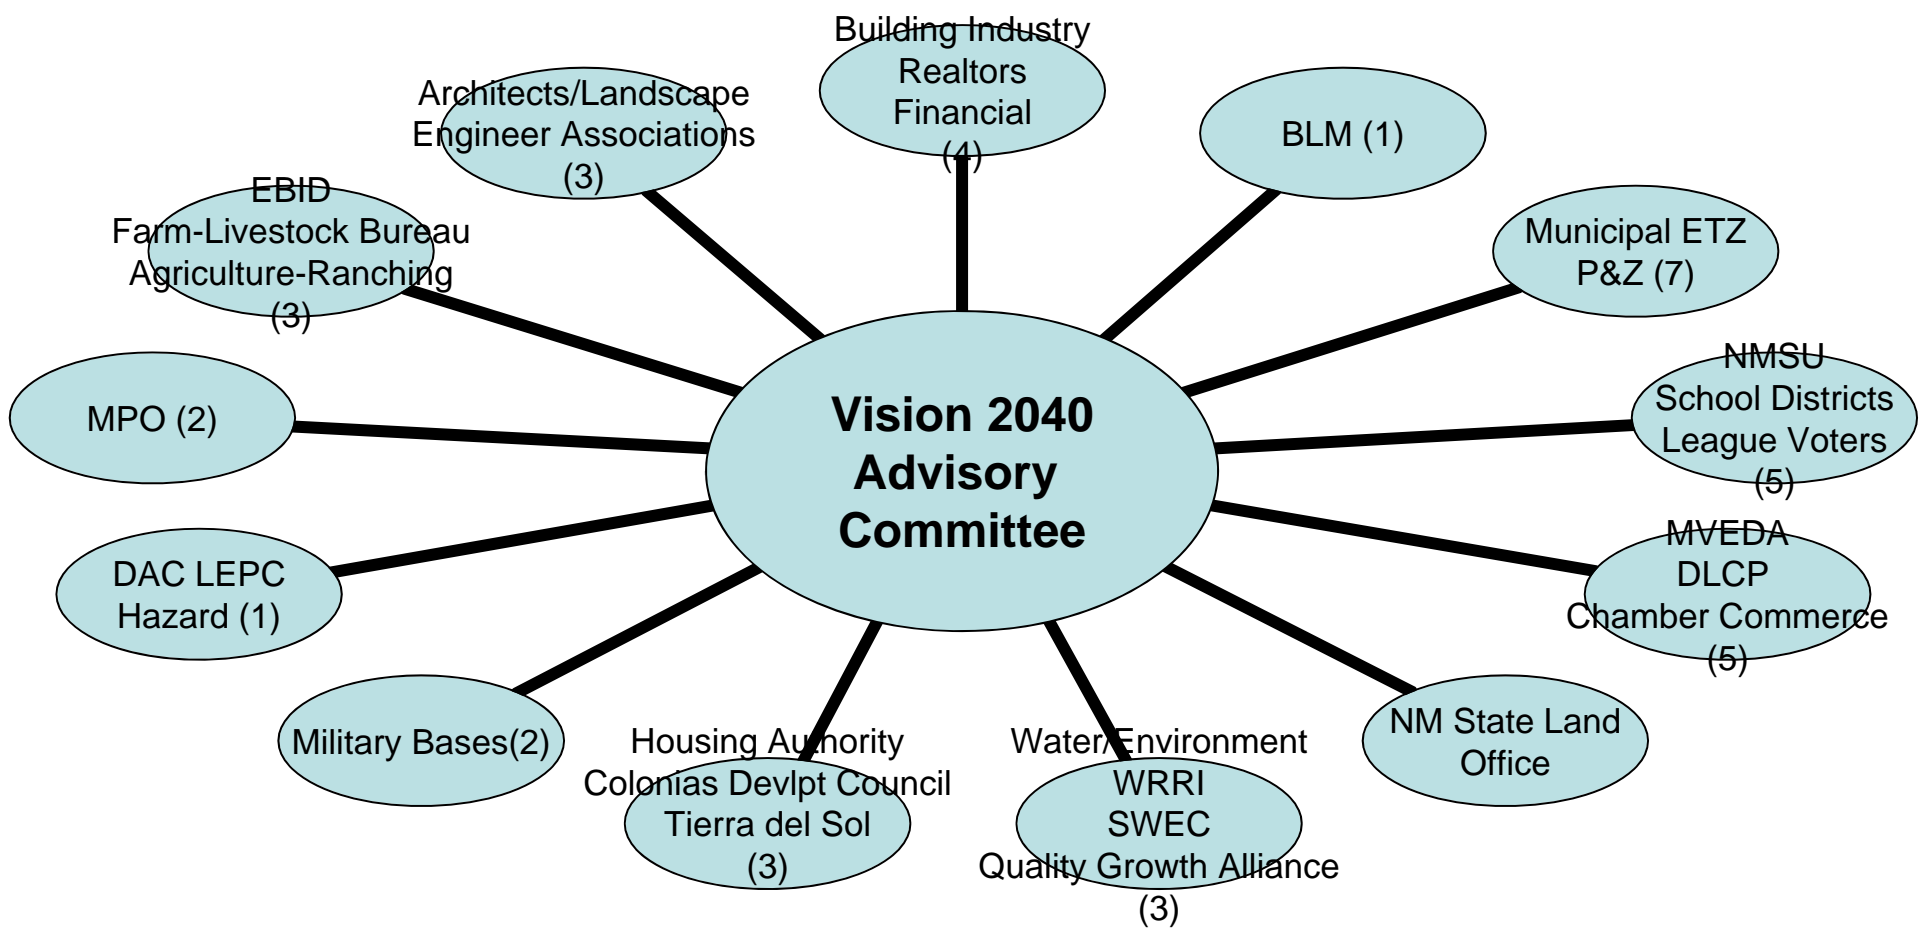 Building Industry
Realtors
Financial
(4)
Architects/Landscape
Engineer Associations
(3)
BLM (1)
EBID
Farm-Livestock Bureau
Agriculture-Ranching
(3)
Municipal ETZ
P&Z (7)
MPO (2)
NMSU
School Districts
League Voters
(5)
Vision 2040
Advisory
Committee
DAC LEPC
Hazard (1)
MVEDA
DLCP
Chamber Commerce
(5)
Military Bases(2)
Housing Authority
Colonias Devlpt Council
Tierra del Sol
(3)
Water/Environment
WRRI
SWEC
Quality Growth Alliance
(3)
NM State Land
Office